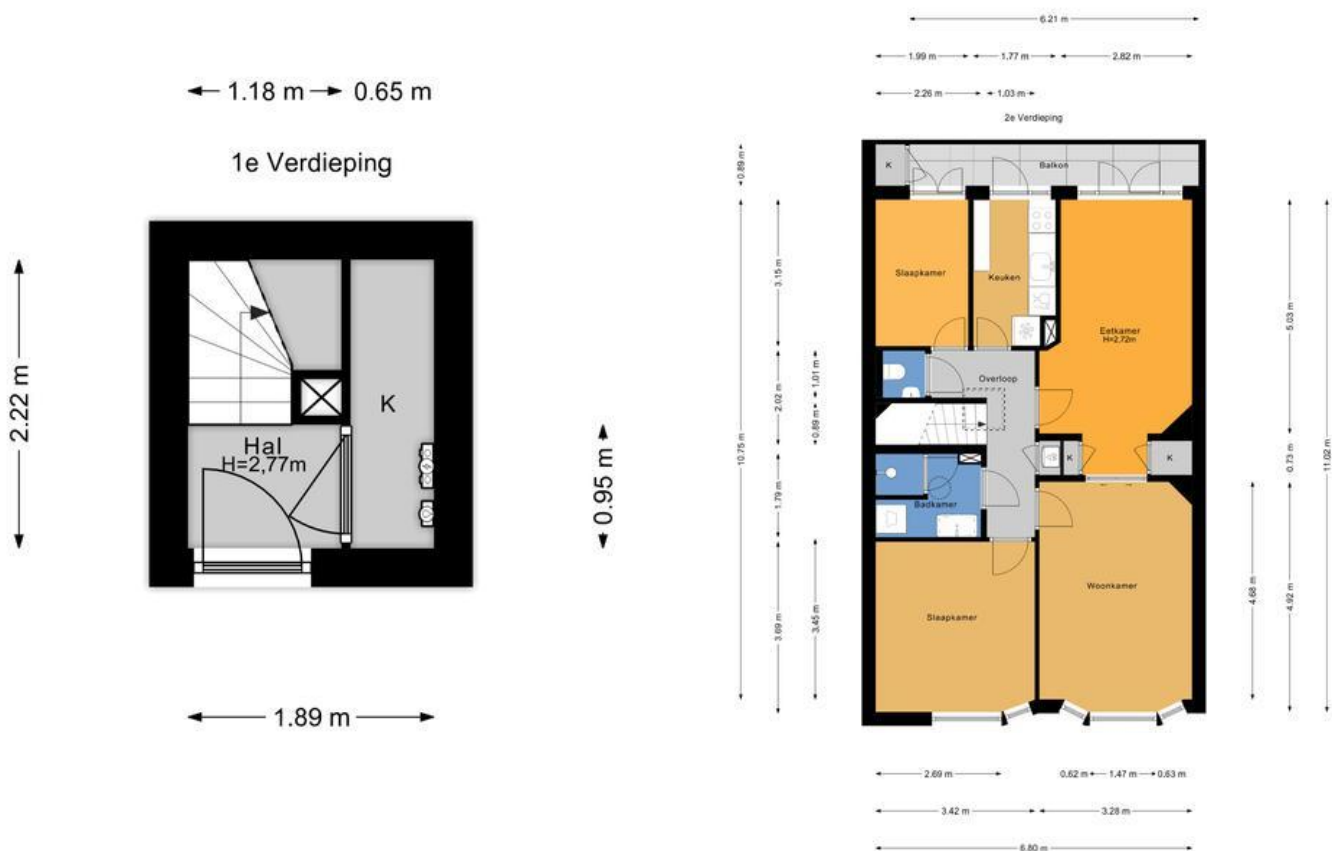 1.18 m 0.65 m
1e Verdieping
2.22 m
Hal
H=2,77m
K
0.95 m
1.89 m
6.21 m
1.99 m 1.77 m 2.82 m
2.26 m 1.03 m
2e Verdieping
0.89 m
K
Balkon
10.75 m
3.15 m
Slaapkamer
Keuken
Eetkamer
H=2,72m
5.03 m
11.02 m
2.02 m
1.01 m
0.89 m
Overloop
K
K
0.73 m
1.79 m
Badkamer
3.69 m
3.45 m
Slaapkamer
Woonkamer
4.68 m
4.92 m
2.69 m 0.62 m 1.47 m 0.63 m
3.42 m 3.28 m
6.80 m